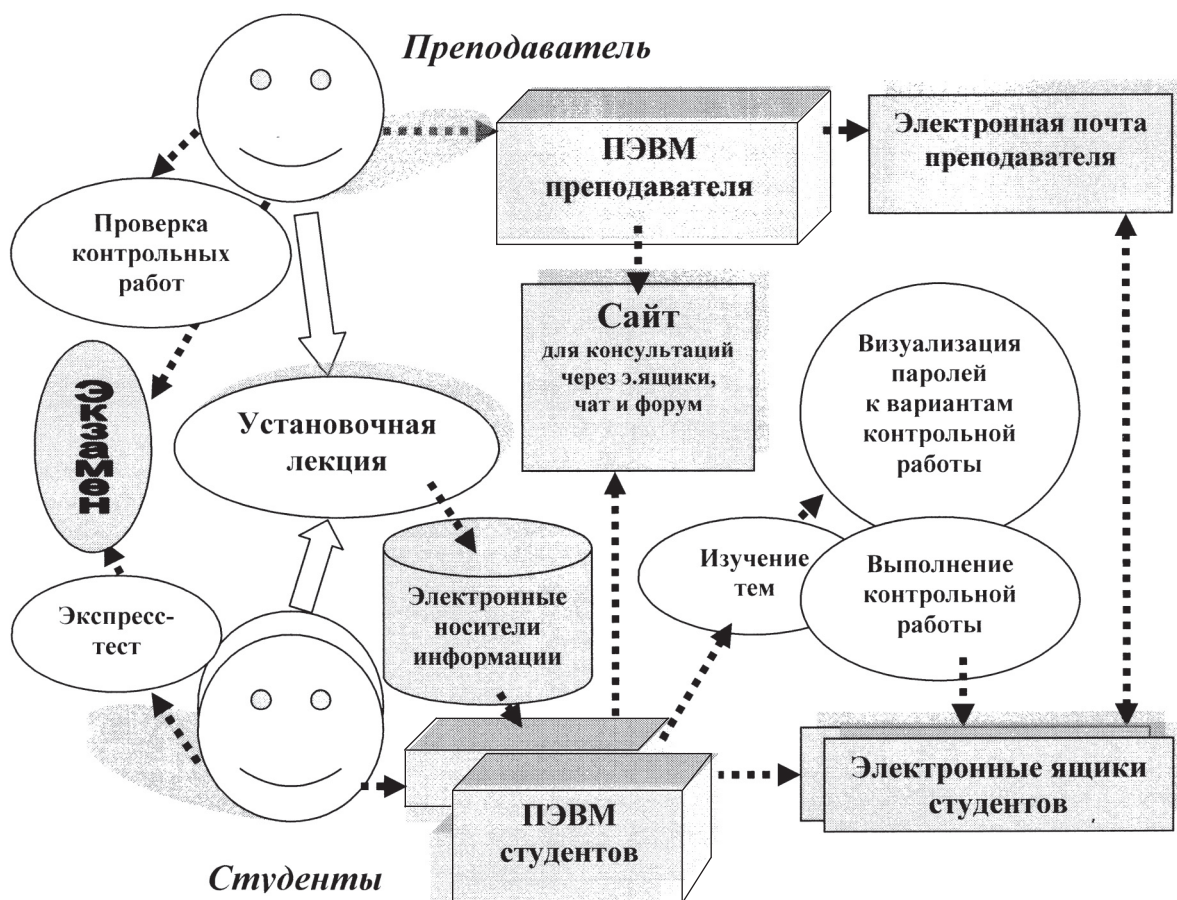 Преподаватель
ПЭВМ
преподавателя
Электронная почта
преподавателя
Проверка
контрольных
работ
Сайт
для консультаций
через э.ящики,
чат и форум
Визуализация
паролей
к вариантам
контрольной
работы
Экзамен
Установочная
лекция
Изучение
тем
Выполнение
контрольной
работы
Электронные
носители
информации
Экспресс-
тест
Электронные ящики
студентов
ПЭВМ
студентов
Студенты